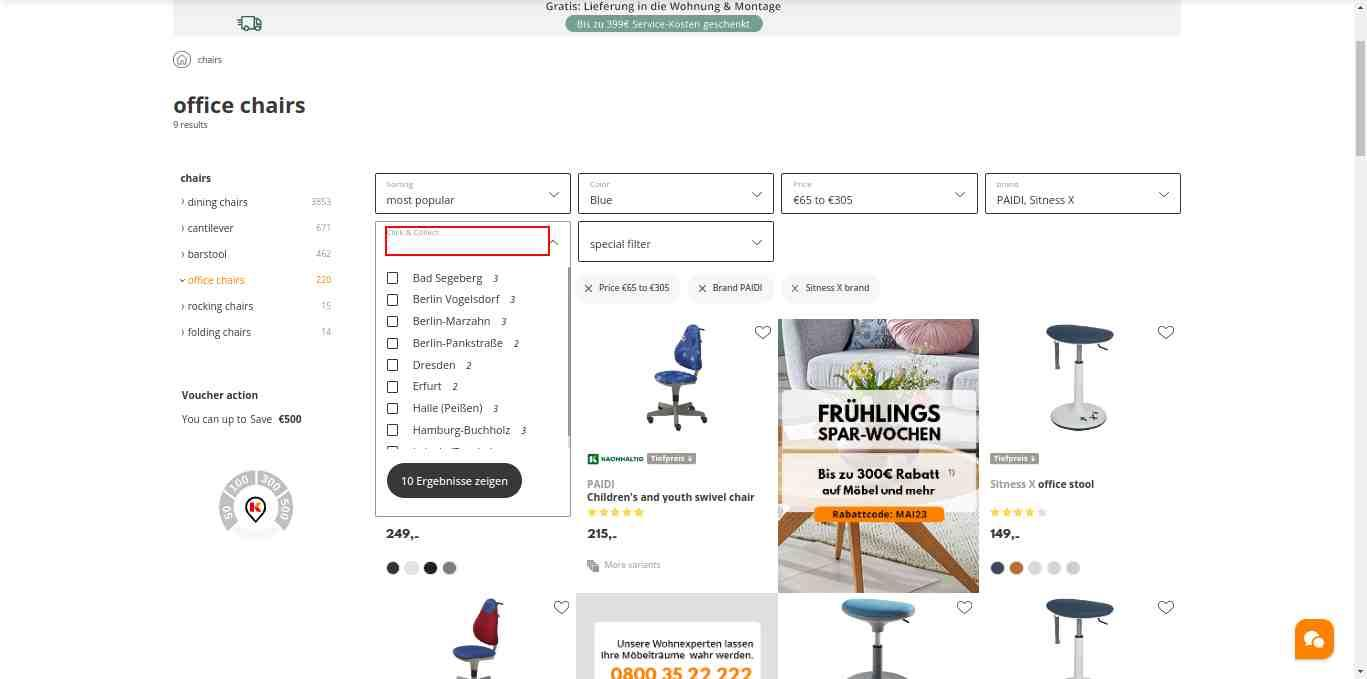 Gratis: Lieferung in die Wohnung & Montage
Bis zu 399€ Service-Kosten geschenkt
chairs
office chairs
9 results
chairs
dining chairs 3853
cantilever 671
barstool 462
office chairs 220
rocking chairs 15
folding chairs 14
Voucher action
You can up to Save €500
50 100 300 500
K
Sorting
most popular
Color
Blue
Price
€65 to €305
Brand
PAIDI, Sitness X
Click & Collect
special filter
Bad Segeberg 3
Berlin Vogelsdorf 3
Berlin-Marzahn 3
Berlin-Pankstraße 2
Dresden 2
Erfurt 2
Halle (Peißen) 3
Hamburg-Buchholz 3
10 Ergebnisse zeigen
Price €65 to €305
Brand PAIDI
Sitness X brand
249,-
K NACHHALTIG Tiefpreis
PAIDI
Children's and youth swivel chair
215,-
More variants
FRÜHLINGS
SPAR-WOCHEN
Bis zu 300€ Rabatt 1)
auf Möbel und mehr
Rabattcode: MAI23
Tiefpreis
Sitness X office stool
149,-
Unsere Wohnexperten lassen
Ihre Möbelträume wahr werden.
0800 35 22 222